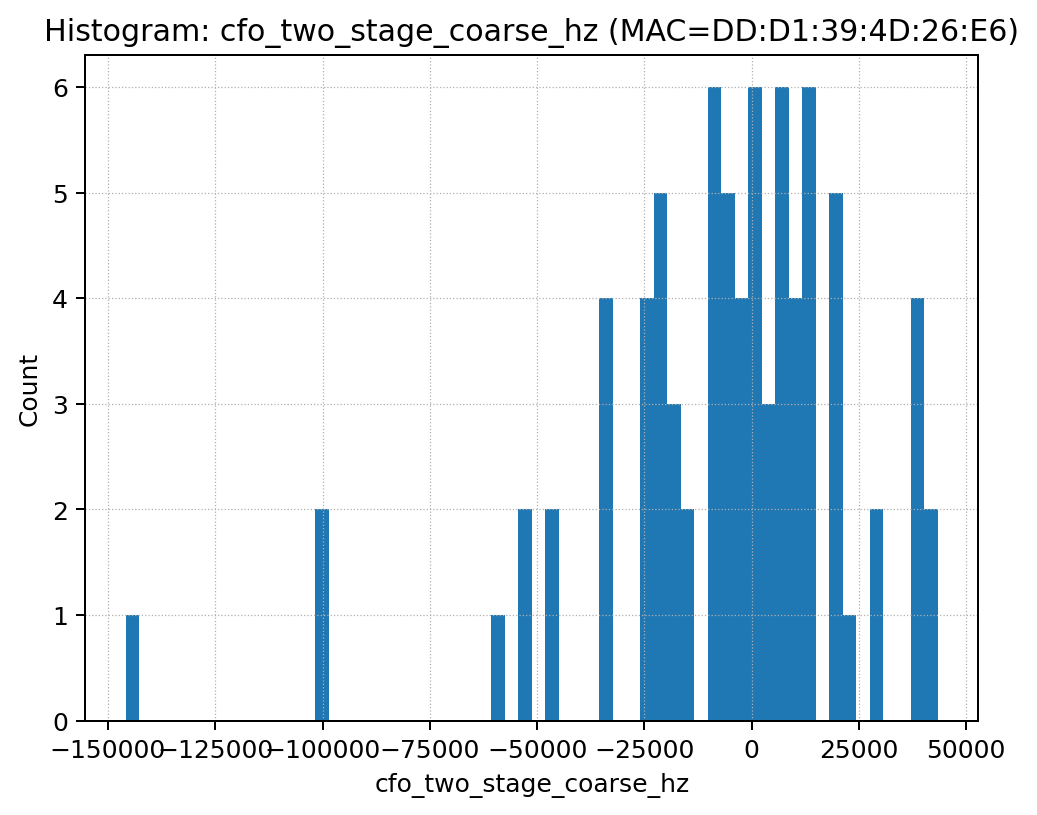 Histogram: cfo_two_stage_coarse_hz (MAC=DD:D1:39:4D:26:E6)
6
5
4
3
2
1
0
Count
−150000 −125000 −100000 −75000 −50000 −25000 0 25000 50000
cfo_two_stage_coarse_hz